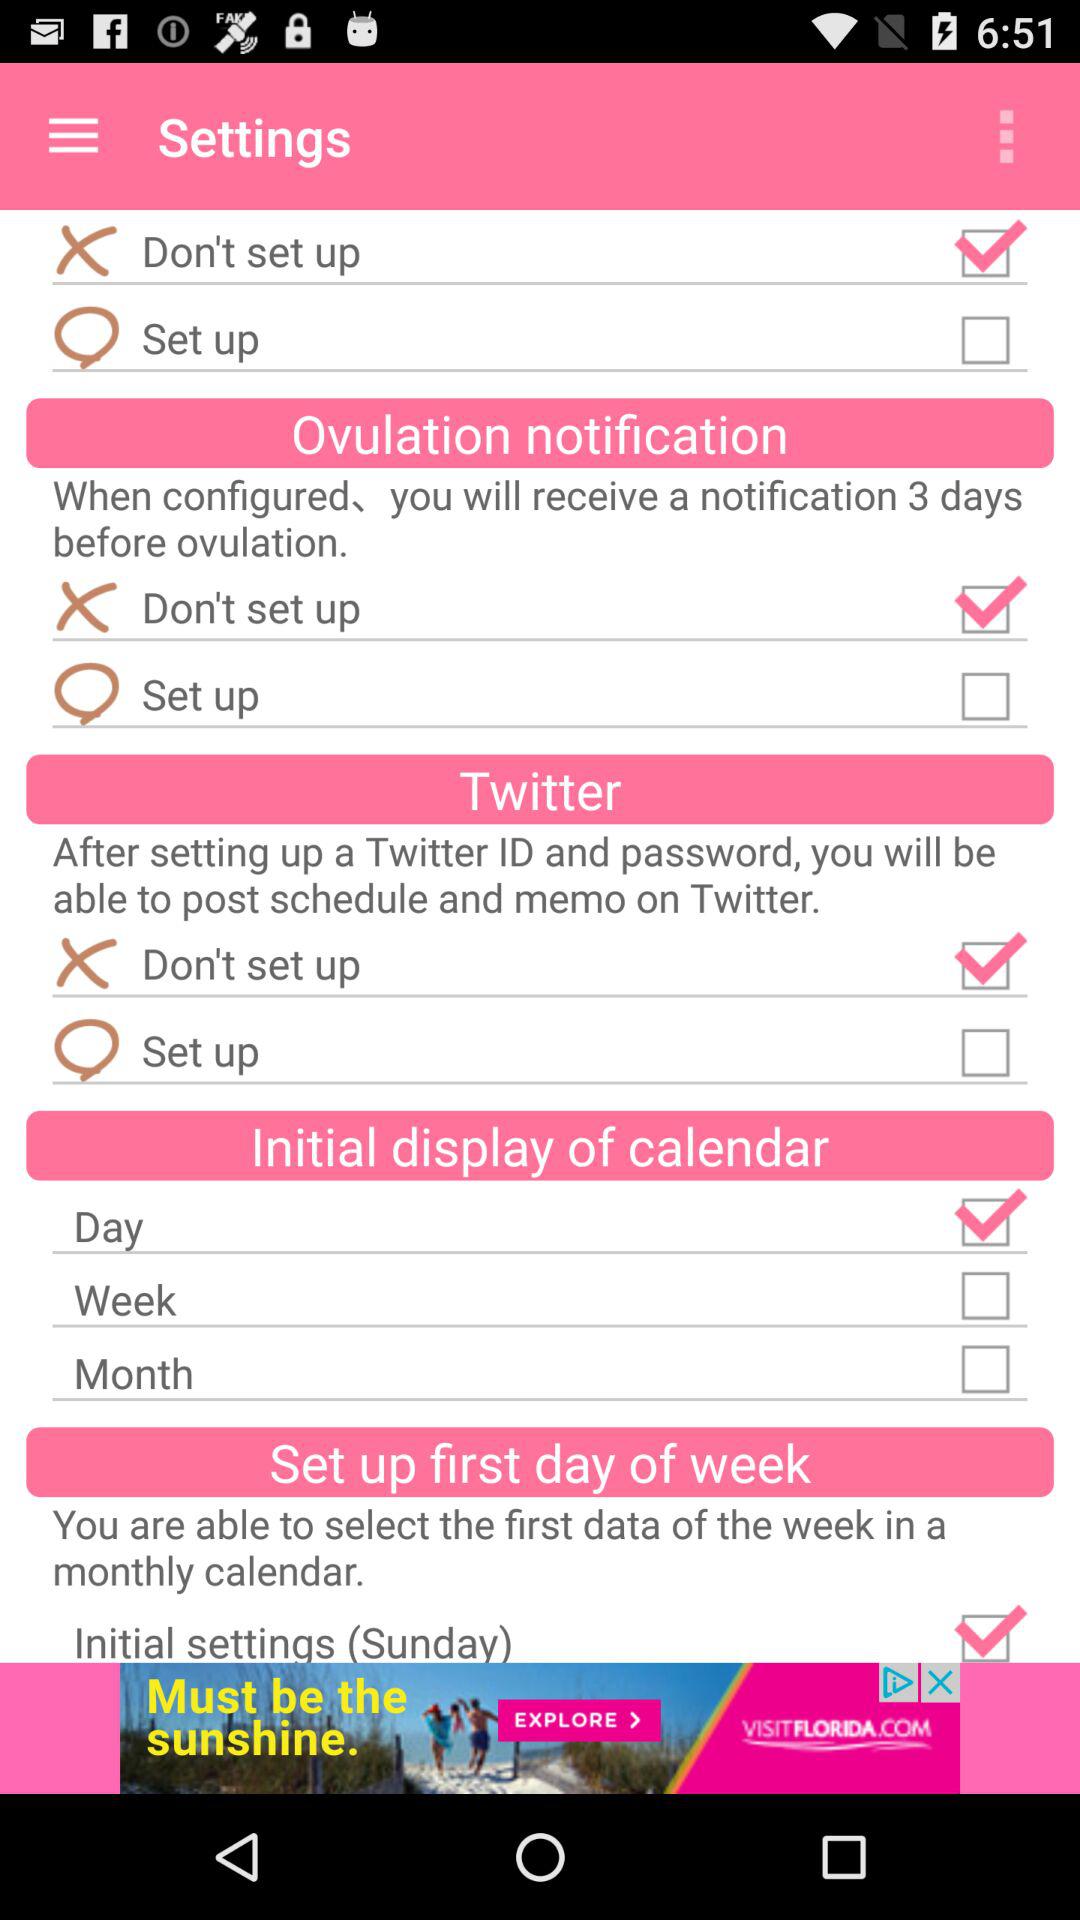 FAKE
6:51
Settings
Don't set up
Set up
Ovulation notification
When configured、you will receive a notification 3 days
before ovulation.
Don't set up
Set up
Twitter
After setting up a Twitter ID and password, you will be
able to post schedule and memo on Twitter.
Don't set up
Set up
Initial display of calendar
Day
Week
Month
Set up first day of week
You are able to select the first data of the week in a
monthly calendar.
Initial settings (Sunday)
Must be the
sunshine.
EXPLORE >
VISITFLORIDA.COM